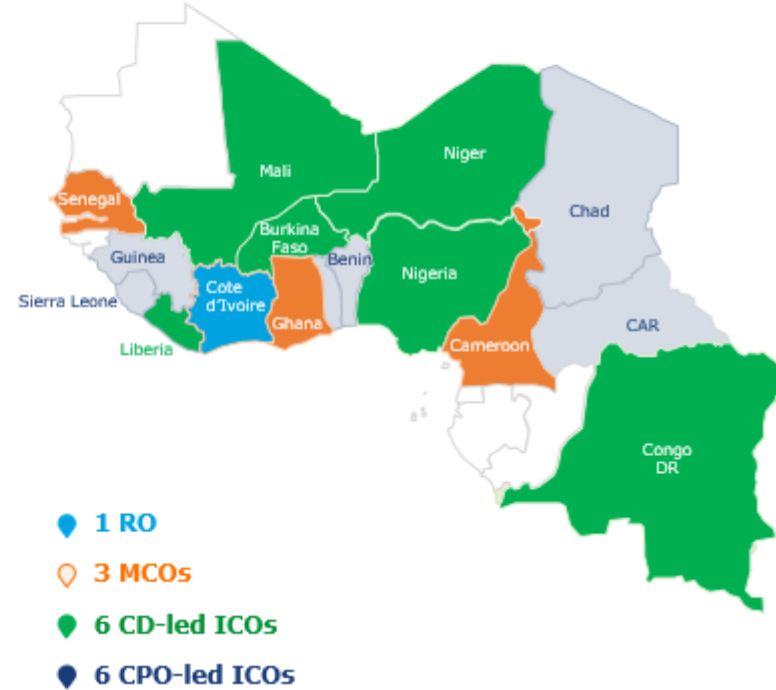 Niger
Mali
Senegal
Chad
Burkina
Faso
Guinea
Benin
Nigeria
Cote
d'Ivoire
Sierra Leone
Ghana
CAR
Liberia
Cameroon
Congo
DR
1 RO
3 MCOs
6 CD-led ICOs
6 CPO-led ICOs